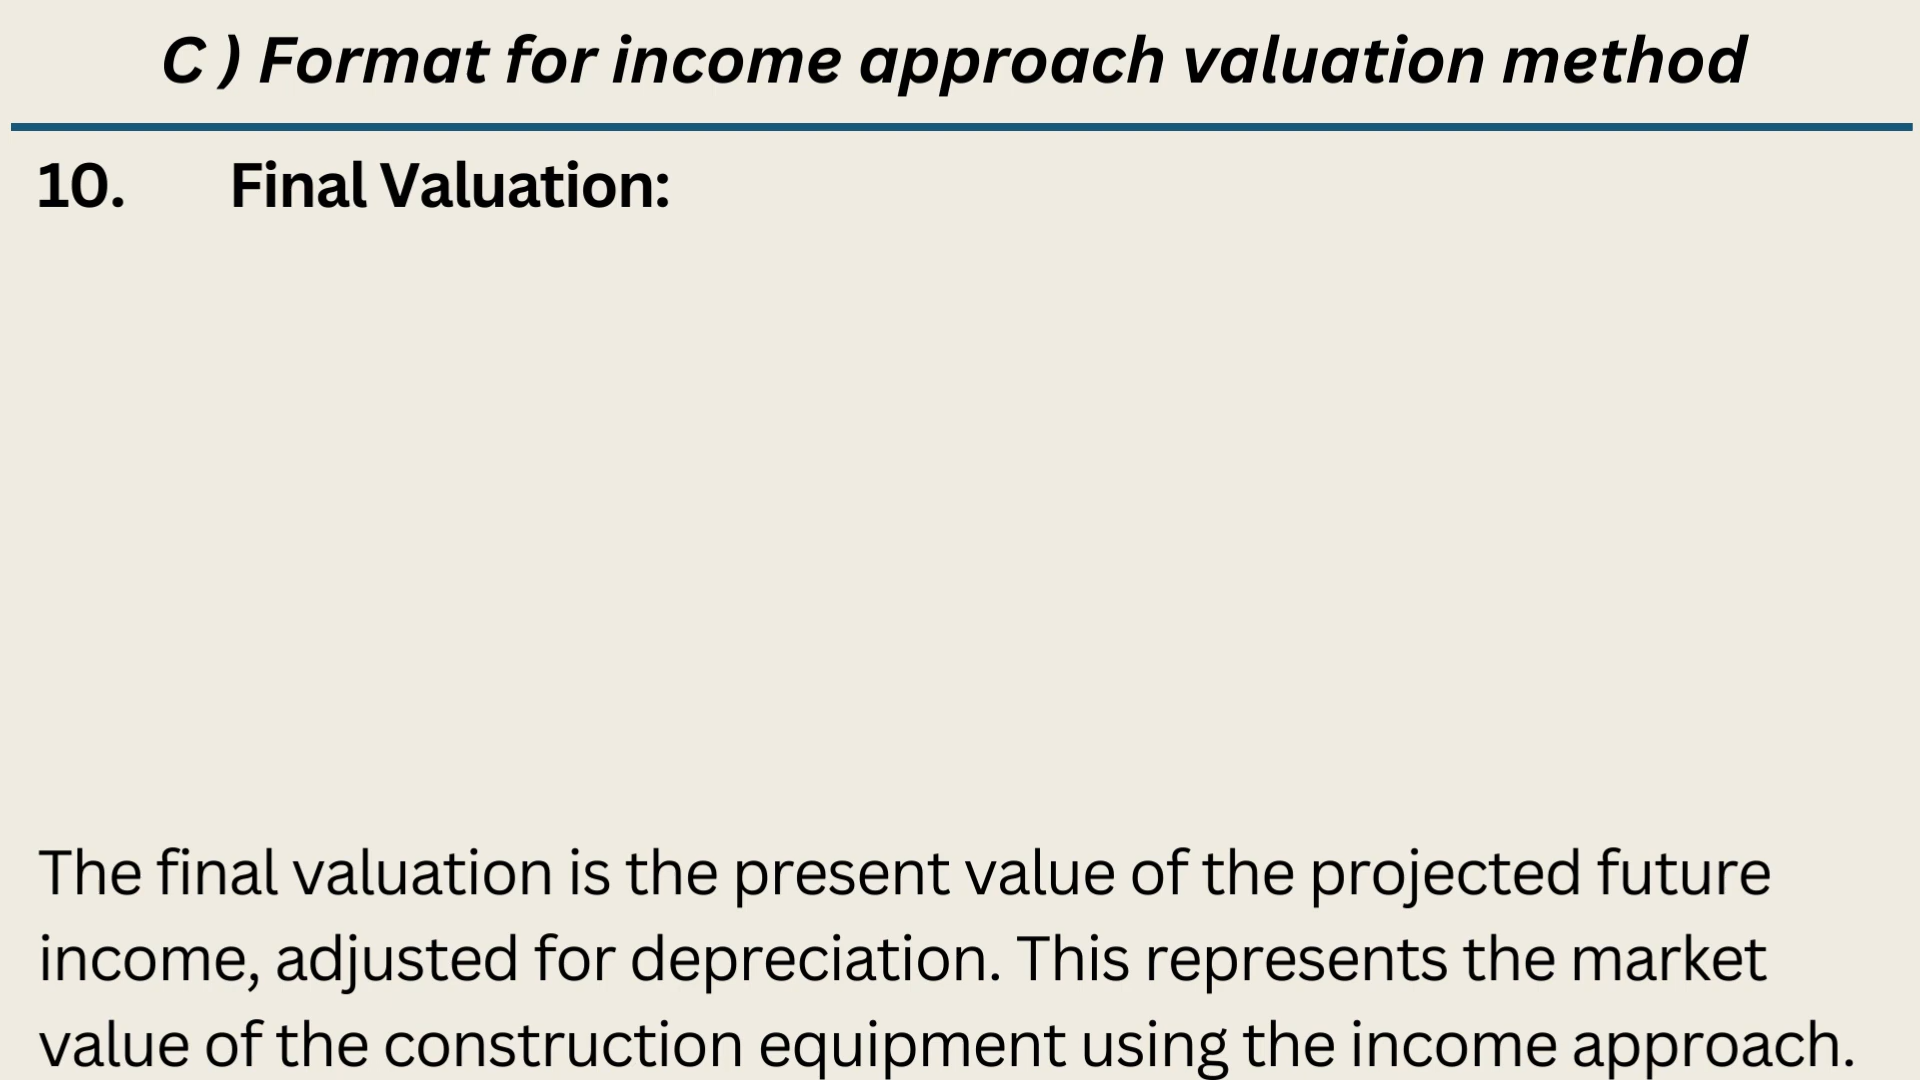 C ) Format for income approach valuation method
10. Final Valuation:
The final valuation is the present value of the projected future
income, adjusted for depreciation. This represents the market
value of the construction equipment using the income approach.